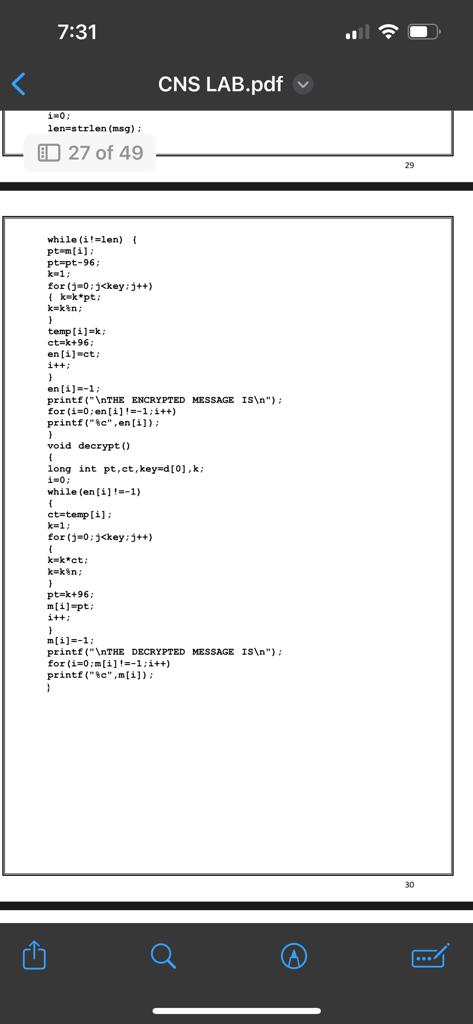 7:31
CNS LAB.pdf
i=0;
len=strlen(msg);
27 of 49
29
while(i!=len) {
pt=m[i];
pt=pt-96;
k=1;
for(j=0;j<key;j++)
{ k=k*pt;
k=k%n;
}
temp[i]=k;
ct=k+96;
en[i]=ct;
i++;
}
en[i]=-1;
printf("\nTHE ENCRYPTED MESSAGE IS\n");
for(i=0;en[i]!=-1;i++)
printf("%c",en[i]);
}
void decrypt()
{
long int pt,ct,key=d[0],k;
i=0;
while(en[i]!=-1)
{
ct=temp[i];
k=1;
for(j=0;j<key;j++)
{
k=k*ct;
k=k%n;
}
pt=k+96;
m[i]=pt;
i++;
}
m[i]=-1;
printf("\nTHE DECRYPTED MESSAGE IS\n");
for(i=0;m[i]!=-1;i++)
printf("%c",m[i]);
}
30